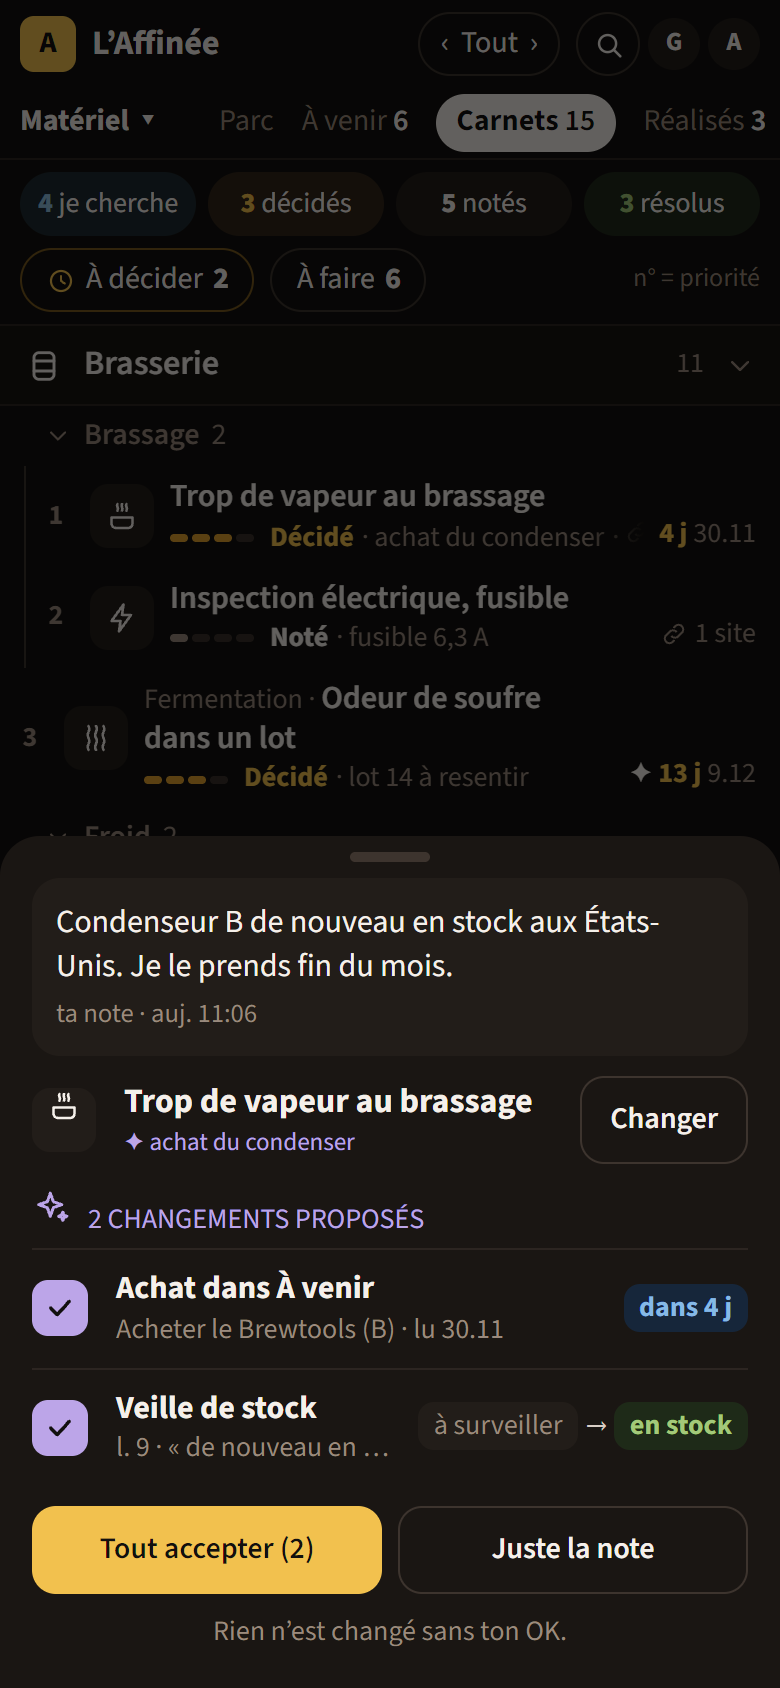 A L’Affinée ‹ Tout › G A
Matériel ▼ Parc À venir 6 Carnets 15 Réalisés 3
4 je cherche 3 décidés 5 notés 3 résolus
À décider 2 À faire 6 n° = priorité
Brasserie 11
Brassage 2
1 Trop de vapeur au brassage
Décidé · achat du condenser · 4 j 30.11
2 Inspection électrique, fusible
Noté · fusible 6,3 A 1 site
Fermentation · Odeur de soufre
3 dans un lot
Décidé · lot 14 à resentir ✦ 13 j 9.12
Froid 2
Condenseur B de nouveau en stock aux États-
Unis. Je le prends fin du mois.
ta note · auj. 11:06
Trop de vapeur au brassage Changer
✦ achat du condenser
2 CHANGEMENTS PROPOSÉS
Achat dans À venir dans 4 j
Acheter le Brewtools (B) · lu 30.11
Veille de stock à surveiller → en stock
l. 9 · « de nouveau en …
Tout accepter (2) Juste la note
Rien n’est changé sans ton OK.